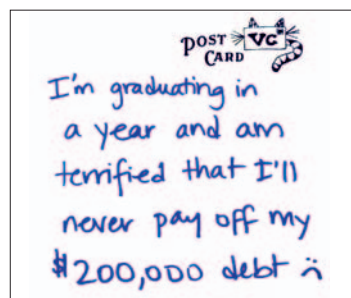 POST VC
CARD
I'm graduating in
a year and am
terrified that I'll
never pay off my
$200,000 debt :(